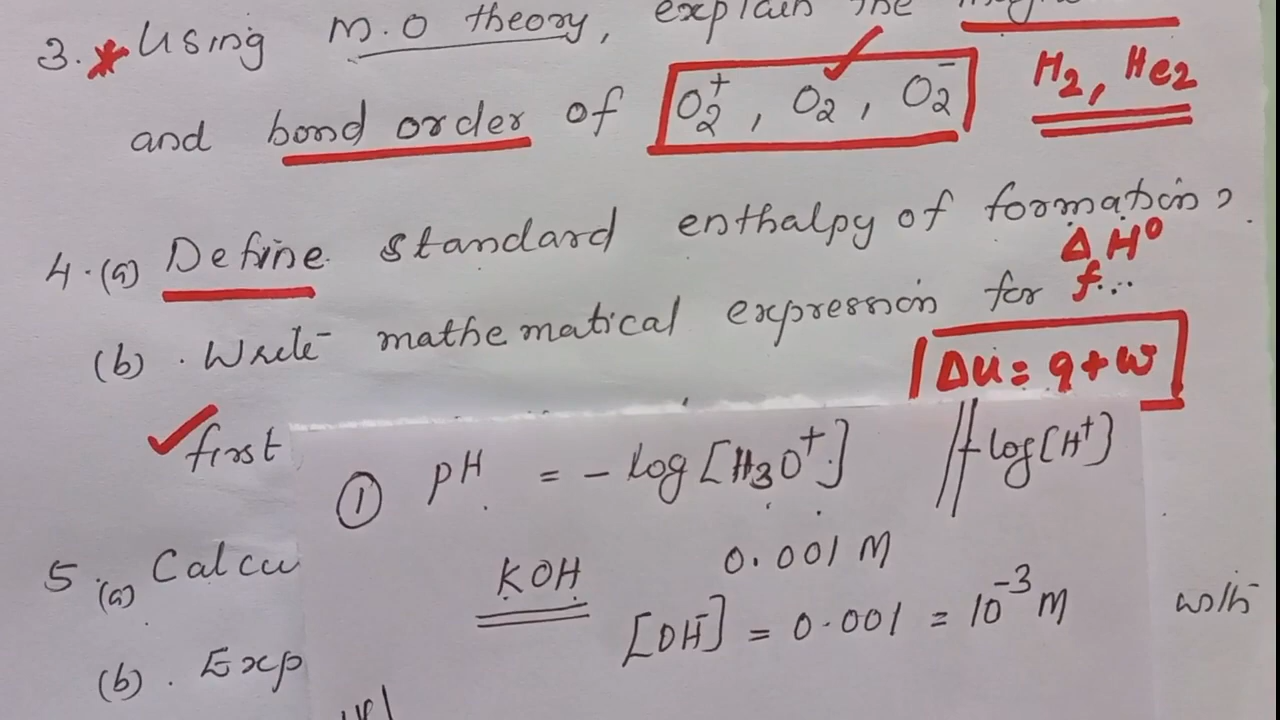 3. * Using M.O theory, explain the
and bond order of O₂⁺, O₂, O₂⁻ H₂, He₂
4.(a) Define standard enthalpy of formation?
ΔH⁰
f...
(b). Write mathematical expression for
ΔU = q + w
first
① pH = - log [H₃O⁺] // - log [H⁺]
5.(a) Calcu
KOH 0.001 M
[OH⁻] = 0.001 = 10⁻³ M with
(b). Exp